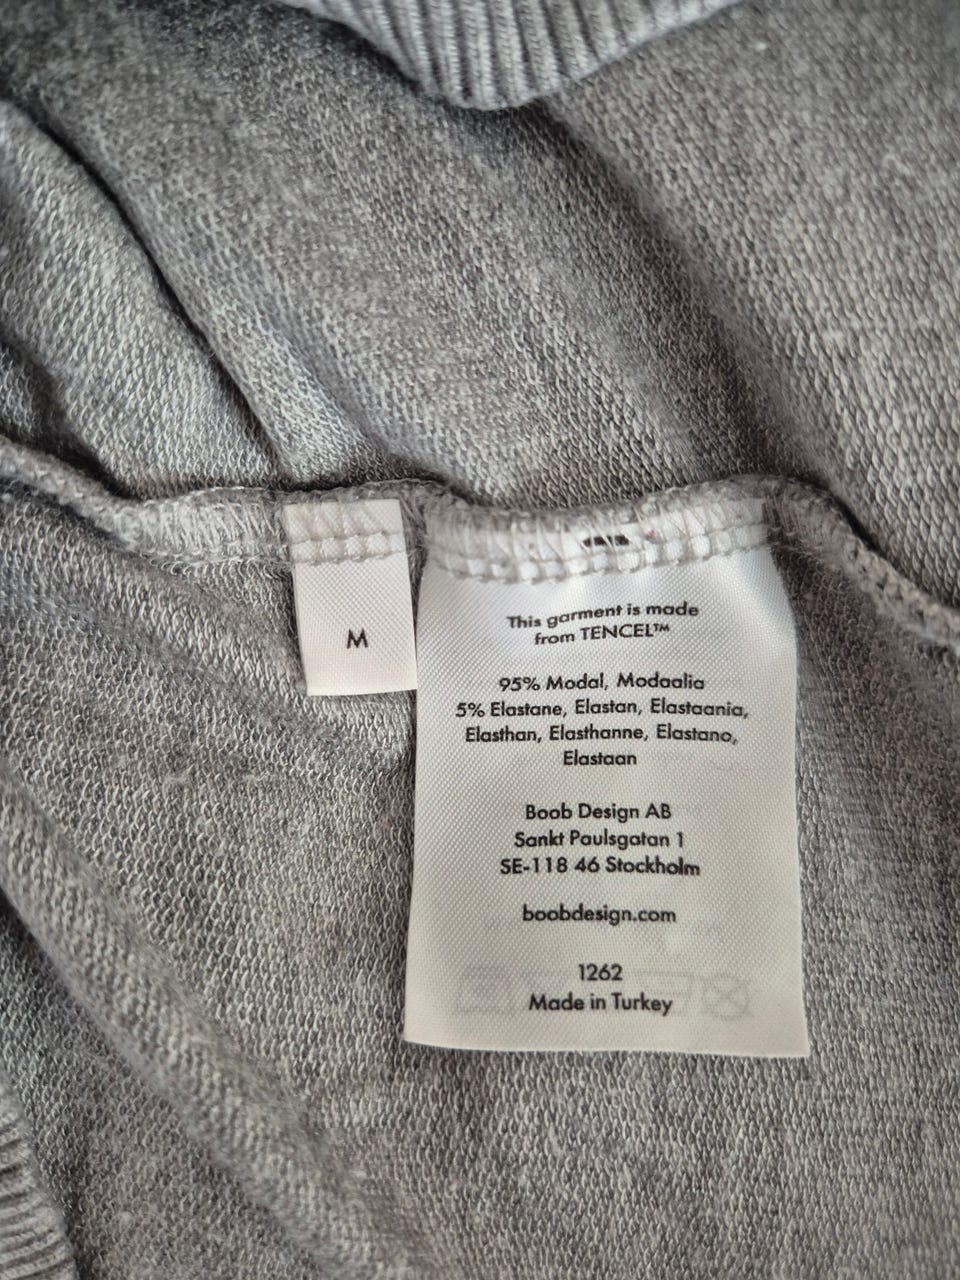 M
This garment is made
from TENCEL™
95% Modal, Modaalia
5% Elastane, Elastan, Elastaania,
Elasthan, Elasthanne, Elastano,
Elastaan
Boob Design AB
Sankt Paulsgatan 1
SE-118 46 Stockholm
boobdesign.com
1262
Made in Turkey